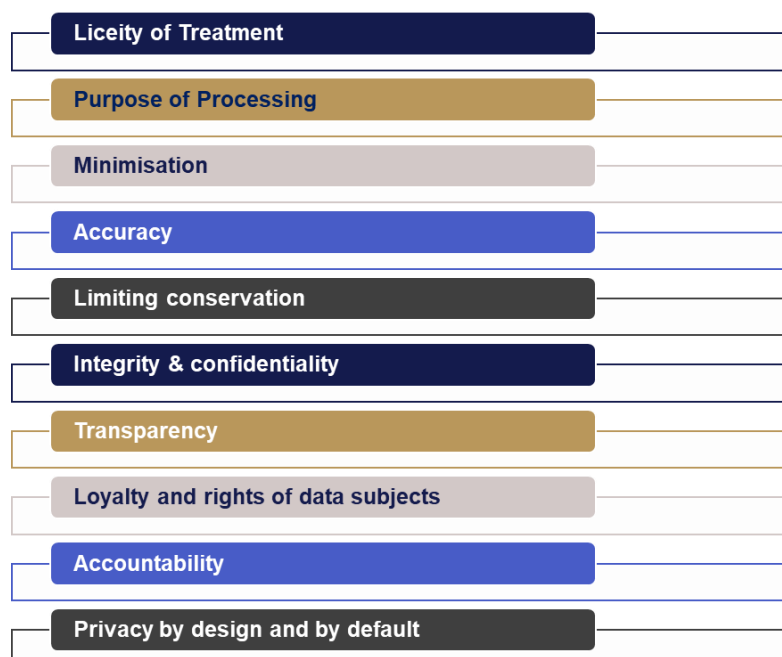 Liceity of Treatment
Purpose of Processing
Minimisation
Accuracy
Limiting conservation
Integrity & confidentiality
Transparency
Loyalty and rights of data subjects
Accountability
Privacy by design and by default